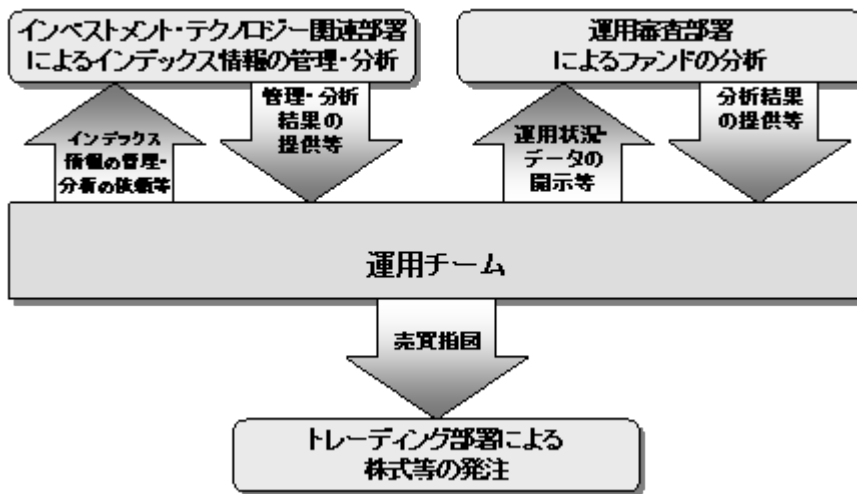 インベストメント・テクノロジー関連部署
によるインデックス情報の管理・分析
運用審査部署
によるファンドの分析
インデックス
情報の管理・
分析の依頼等
管理・分析
結果の
提供等
運用状況・
データの
開示等
分析結果
の提供等
運用チーム
売買指図
トレーディング部署による
株式等の発注